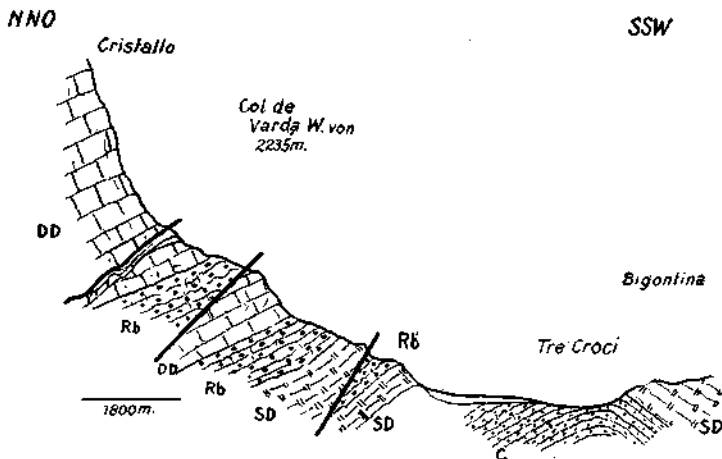 NNO
SSW
Cristallo
Col de
Varda W. von
2235m.
DD
Bigontina
Rb
Rb
Tre Croci
DD
Rb
1800m.
SD
SD
SD
C